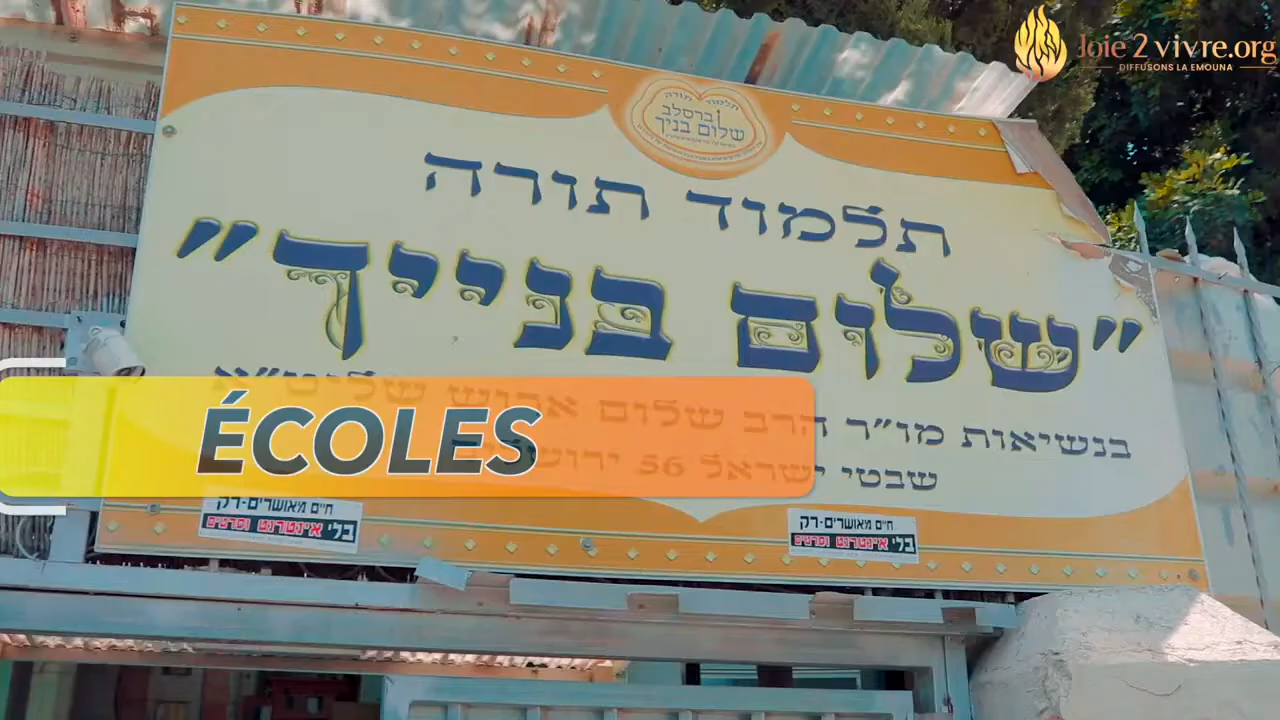 Joie 2 vivre.org
DIFFUSONS LA EMOUNA
תלמוד תורה
ברסלב
שלום בניך
תלמוד תורה
"שלום בנייך"
בנשיאות מו"ר הרב שלום ארוש שליט"א
שבטי ישראל 56 ירושלים
ÉCOLES
חיים מאושרים-רק
בלי אינטרנט וסרטים
חיים מאושרים-רק
בלי אינטרנט וסרטים